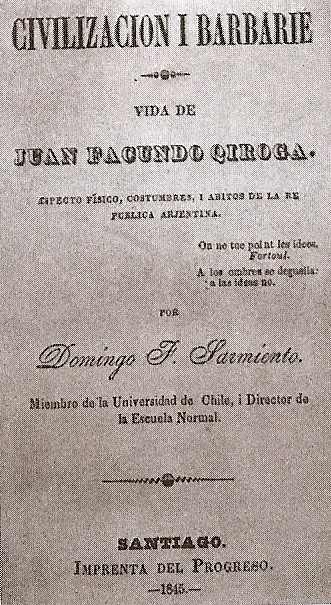 CIVILIZACION I BARBARIE
VIDA DE
JUAN FACUNDO QIROGA.
ASPECTO FÍSICO, COSTUMBRES, I ABITOS DE LA RE
PUBLICA ARJENTINA.
On ne tue point les idees.
Fortoul.
A los ombres se degüella:
a las ideas no.
POR
Domingo F. Sarmiento.
Miembro de la Universidad de Chile, i Director de
la Escuela Normal.
SANTIAGO.
IMPRENTA DEL PROGRESO.
—1845.—